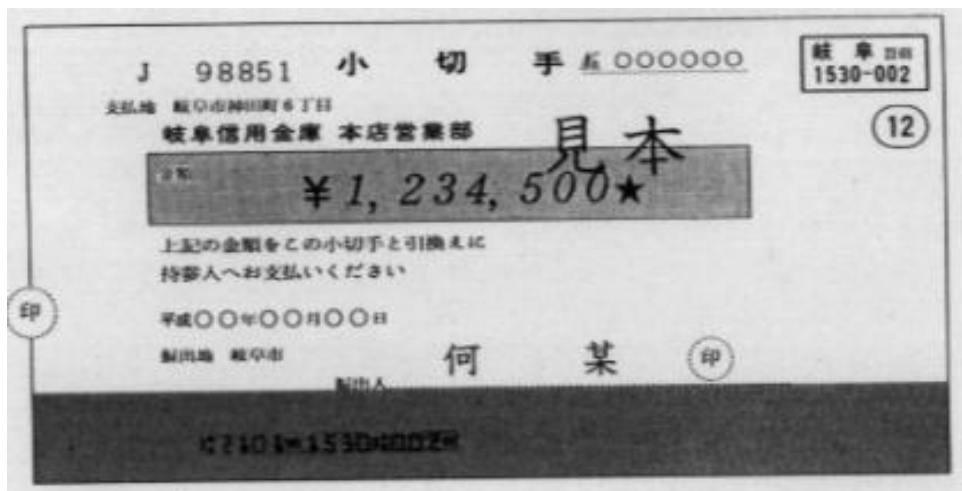 J 98851 小切手 〇〇〇〇〇〇
岐阜
1530-002
支払地 岐阜市神田町6丁目
岐阜信用金庫 本店営業部
見本
12
金額
¥1,234,500★
上記の金額をこの小切手と引換えに
持参人へお支払いください
印
平成〇〇年〇〇月〇〇日
振出地 岐阜市
何某 印
振出人